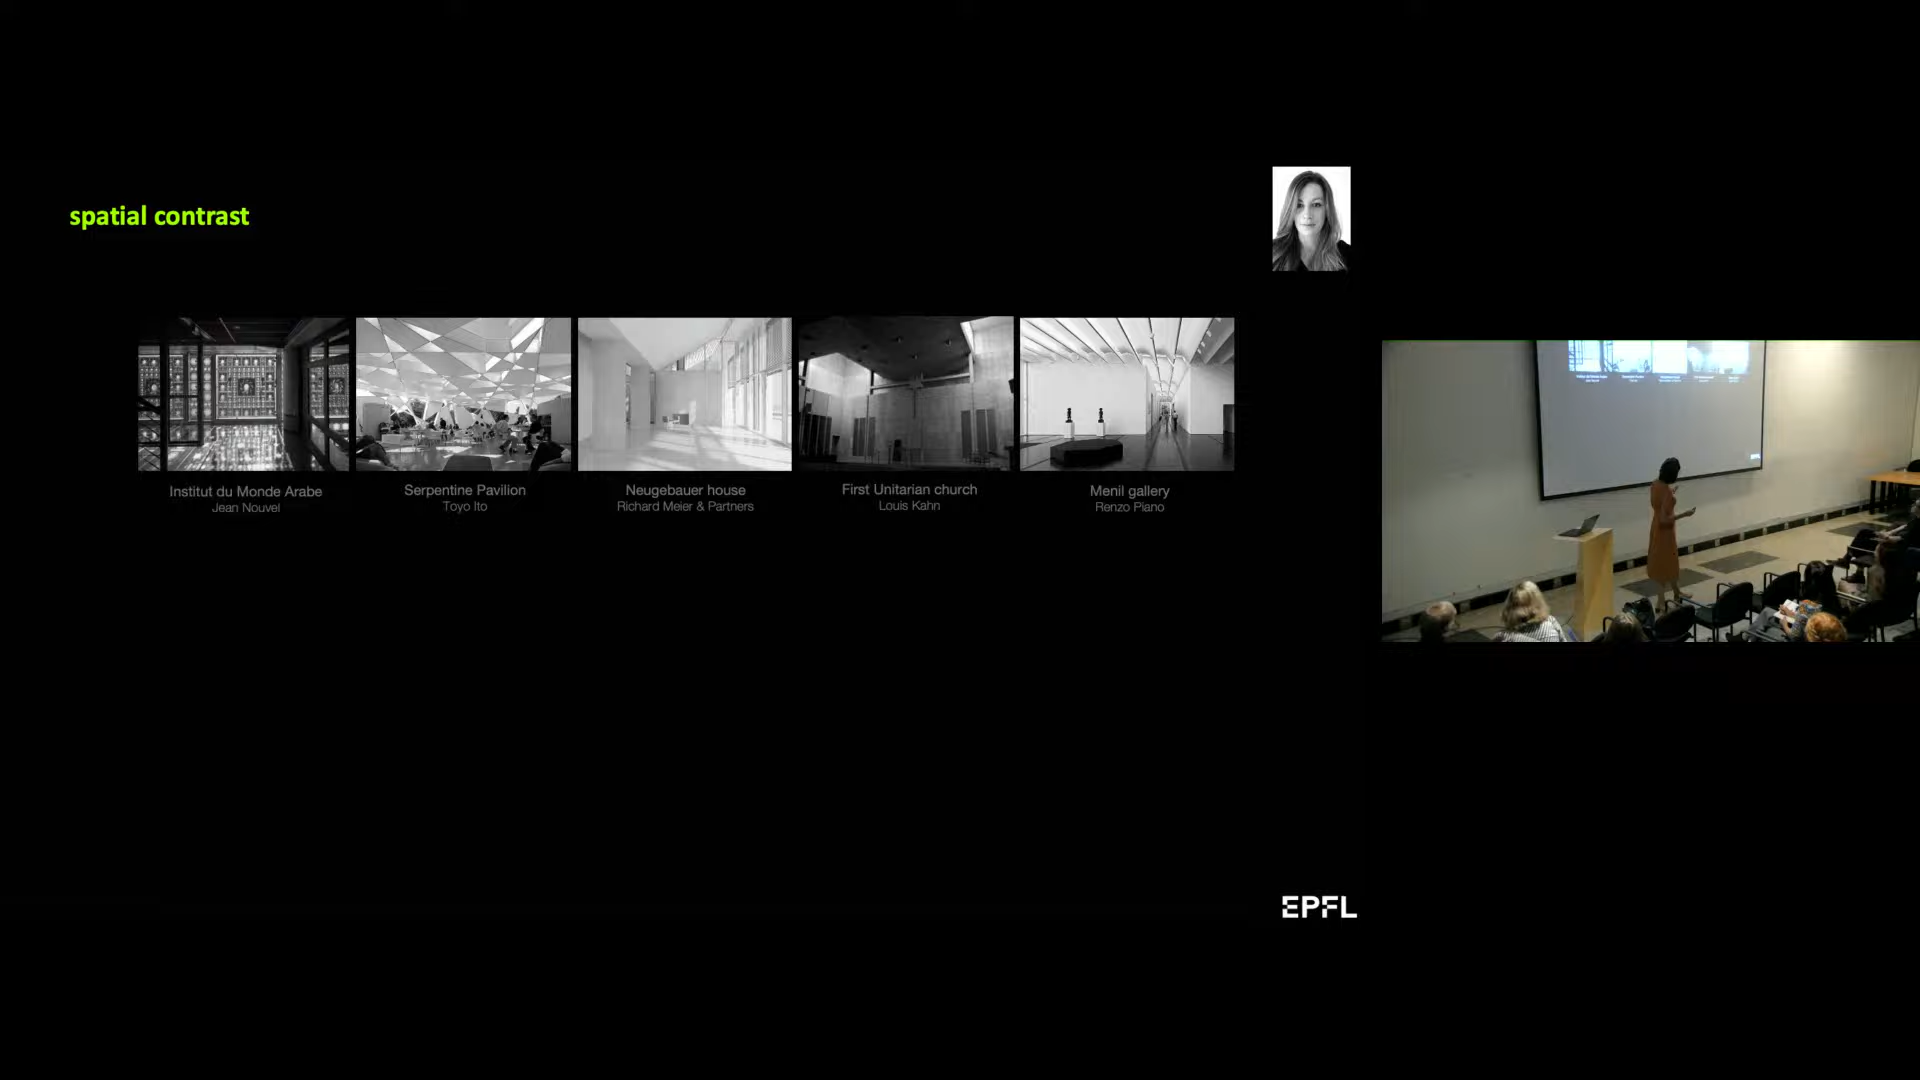 spatial contrast
Institut du Monde Arabe
Jean Nouvel
Serpentine Pavilion
Toyo Ito
Neugebauer house
Richard Meier & Partners
First Unitarian church
Louis Kahn
Menil gallery
Renzo Piano
EPFL